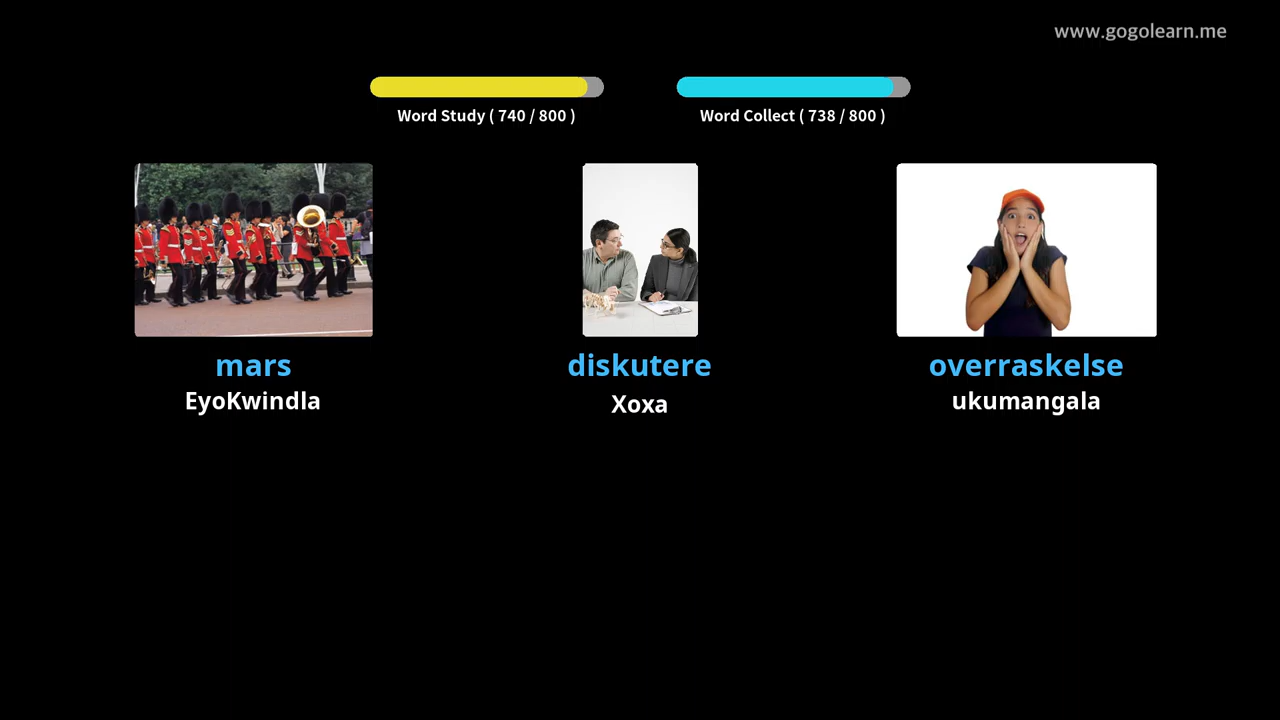 www.gogolearn.me
Word Study ( 740 / 800 )
Word Collect ( 738 / 800 )
mars
EyoKwindla
diskutere
Xoxa
overraskelse
ukumangala